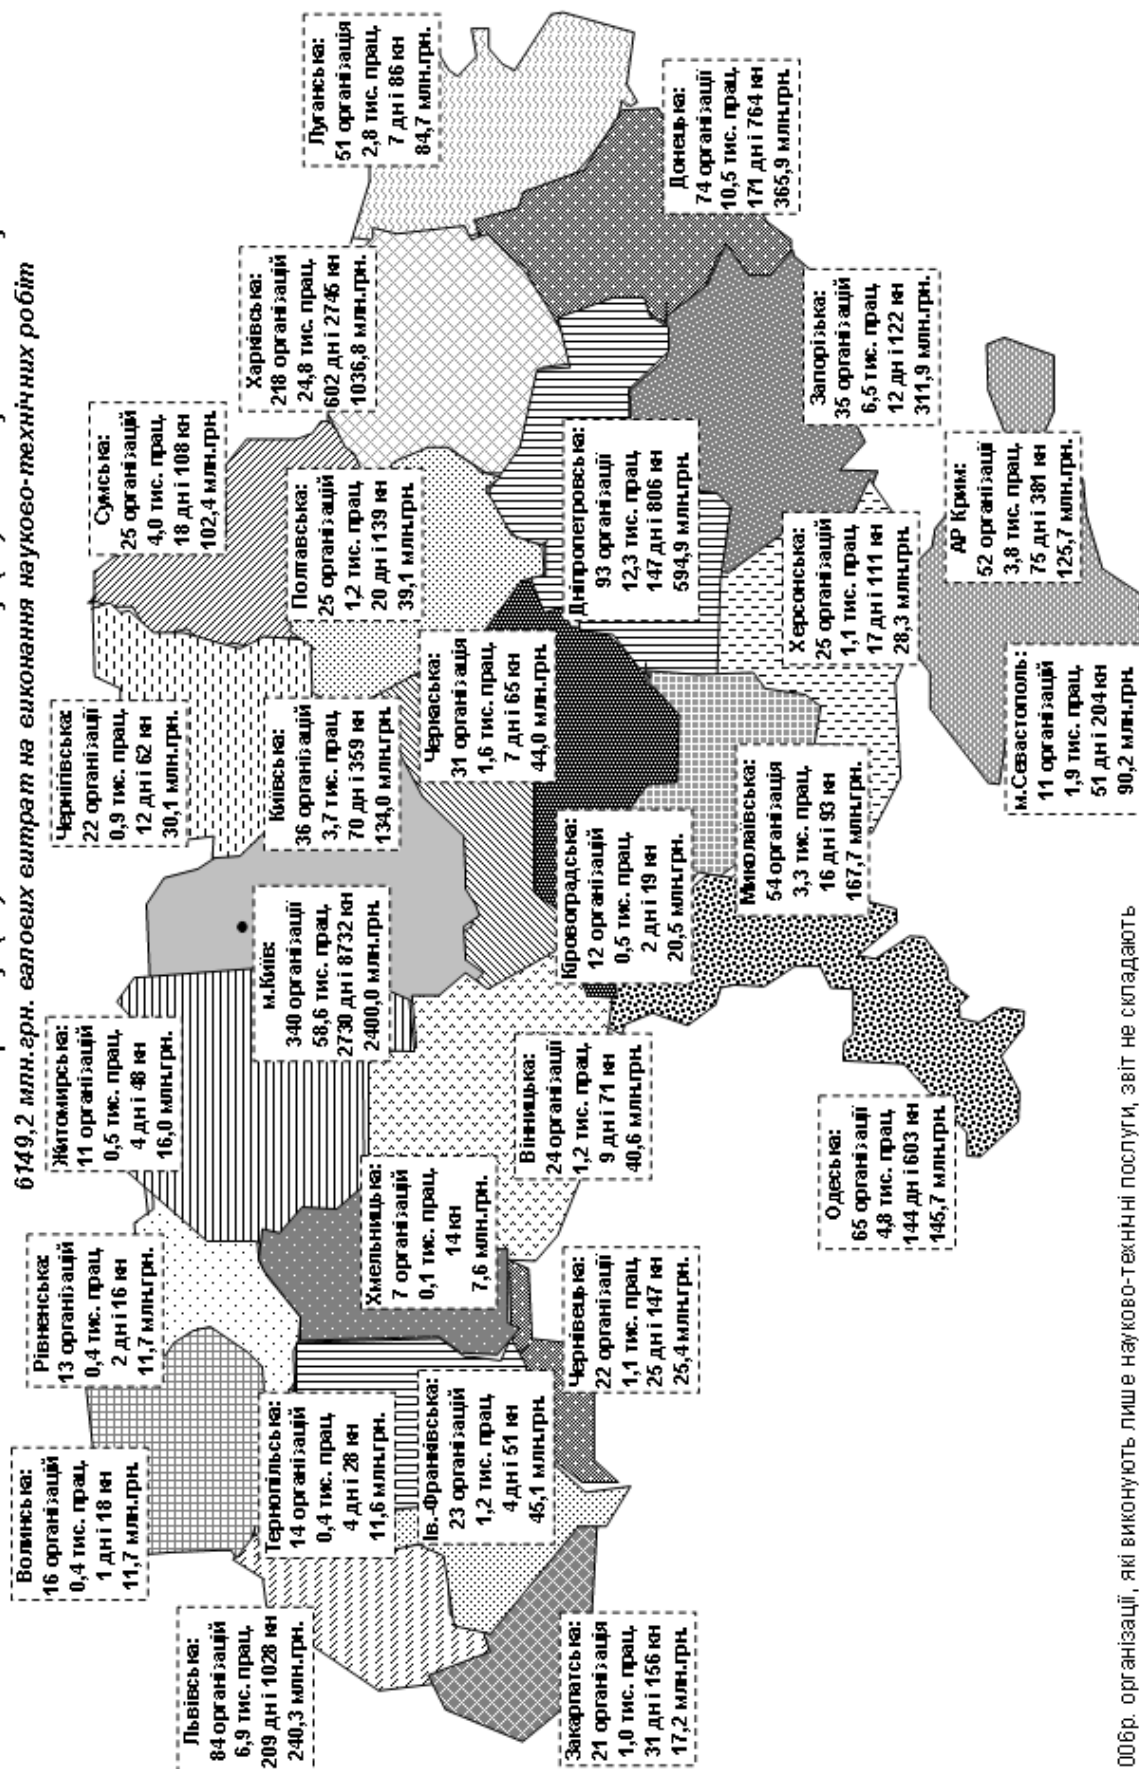 6149,2 млн.грн. валових витрат на виконання науково-технічних робіт
Волинська:
16 організацій
0,4 тис. прац,
1 дн і 18 кн
11,7 млн.грн.
Рівненська:
13 організацій
0,4 тис. прац,
2 дн і 16 кн
11,7 млн.грн.
Житомирська:
11 організацій
0,5 тис. прац,
4 дн і 48 кн
16,0 млн.грн.
Чернігівська:
22 організації
0,9 тис. прац,
12 дн і 62 кн
30,1 млн.грн.
Сумська:
25 організацій
4,0 тис. прац,
18 дн і 108 кн
102,4 млн.грн.
Львівська:
84 організації
6,9 тис. прац,
209 дн і 1028 кн
240,3 млн.грн.
Тернопільська:
14 організацій
0,4 тис. прац,
4 дн і 28 кн
11,6 млн.грн.
Хмельницька:
7 організацій
0,1 тис. прац,
14 кн
7,6 млн.грн.
м.Київ:
340 організацій
58,6 тис. прац,
2730 дн і 8732 кн
2400,0 млн.грн.
Київська:
36 організацій
3,7 тис. прац,
70 дн і 359 кн
134,0 млн.грн.
Полтавська:
25 організацій
1,2 тис. прац,
20 дн і 139 кн
39,1 млн.грн.
Харківська:
218 організацій
24,8 тис. прац,
602 дн і 2745 кн
1036,8 млн.грн.
Луганська:
51 організація
2,8 тис. прац,
7 дн і 86 кн
84,7 млн.грн.
Ів.-Франківська:
23 організації
1,2 тис. прац,
4 дн і 51 кн
45,1 млн.грн.
Черкаська:
31 організація
1,6 тис. прац,
7 дн і 65 кн
44,0 млн.грн.
Закарпатська:
21 організація
1,0 тис. прац,
31 дн і 156 кн
17,2 млн.грн.
Чернівецька:
22 організації
1,1 тис. прац,
25 дн і 147 кн
25,4 млн.грн.
Вінницька:
24 організації
1,2 тис. прац,
9 дн і 71 кн
40,6 млн.грн.
Кіровоградська:
12 організацій
0,5 тис. прац,
2 дн і 19 кн
20,5 млн.грн.
Дніпропетровська:
93 організації
12,3 тис. прац,
147 дн і 806 кн
594,9 млн.грн.
Донецька:
74 організації
10,5 тис. прац,
171 дн і 764 кн
365,9 млн.грн.
Одеська:
65 організацій
4,8 тис. прац,
144 дн і 603 кн
145,7 млн.грн.
Миколаївська:
54 організація
3,3 тис. прац,
16 дн і 93 кн
167,7 млн.грн.
Херсонська:
25 організацій
1,1 тис. прац,
17 дн і 111 кн
28,3 млн.грн.
Запорізька:
35 організацій
6,5 тис. прац,
12 дн і 122 кн
311,9 млн.грн.
АР Крим:
52 організації
3,8 тис. прац,
75 дн і 381 кн
125,7 млн.грн.
м.Севастополь:
11 організацій
1,9 тис. прац,
51 дн і 204 кн
90,2 млн.грн.
006р. організації, які виконують лише науково-технічні послуги, звіт не складають